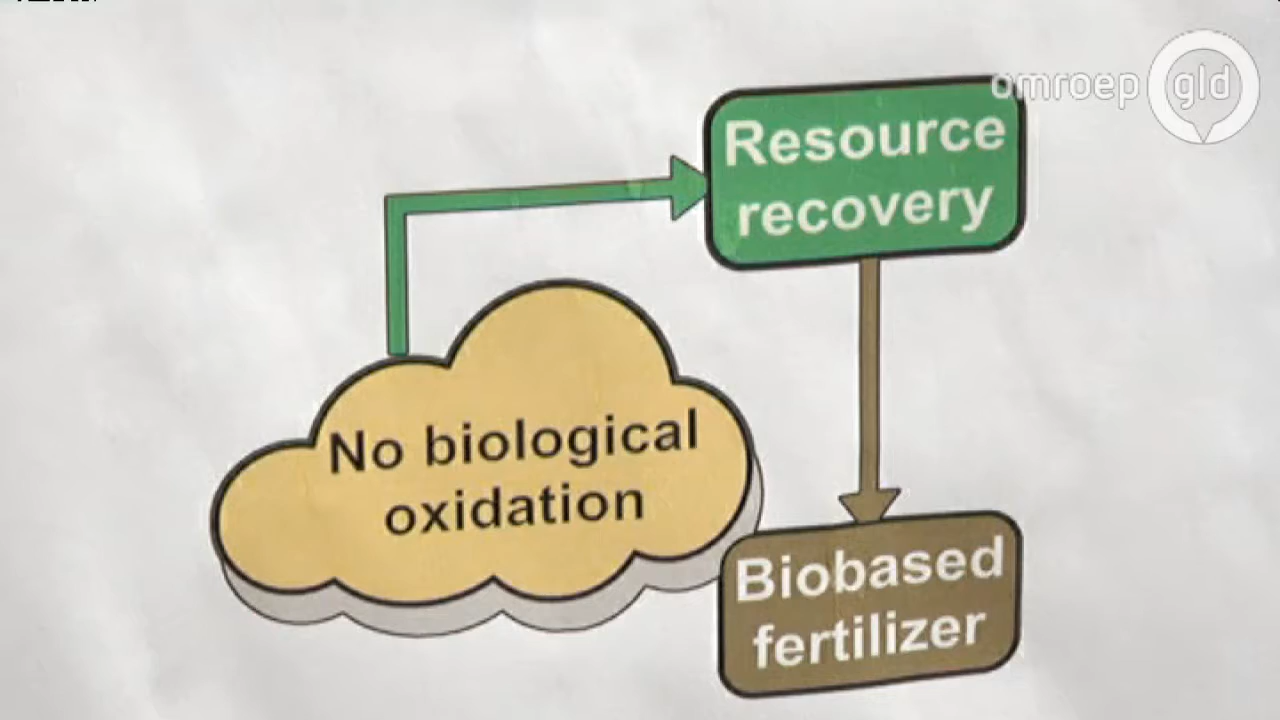 omroep gld
Resource
recovery
No biological
oxidation
Biobased
fertilizer